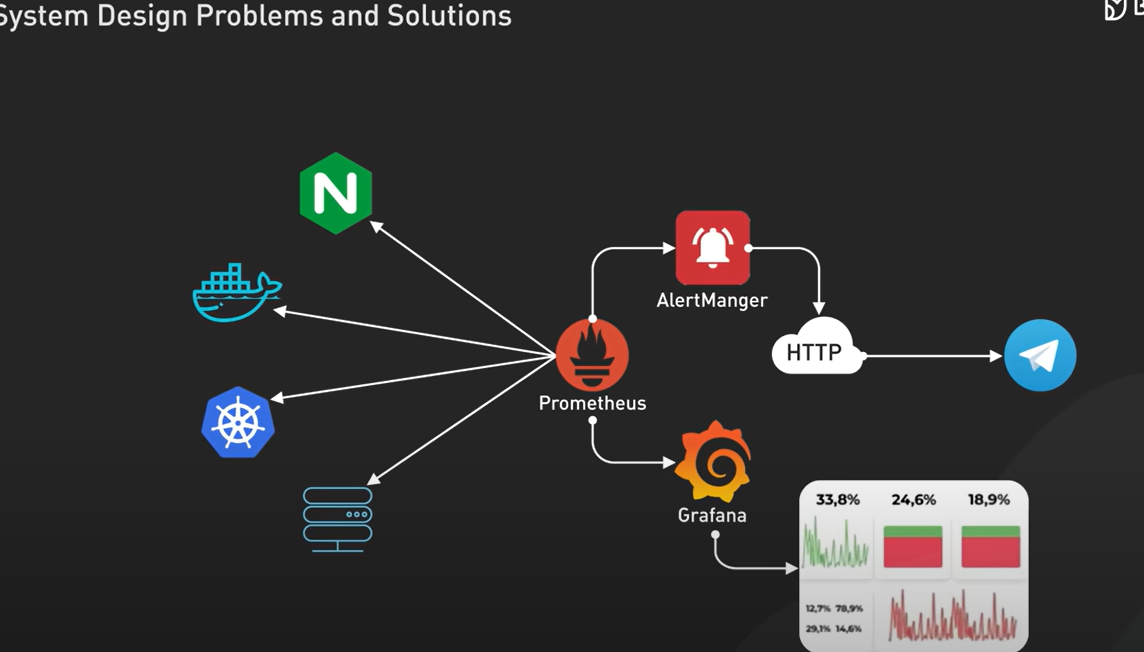 System Design Problems and Solutions
N
AlertManger
HTTP
Prometheus
Grafana
33,8% 24,6% 18,9%
12,7% 78,9%
29,1% 14,6%